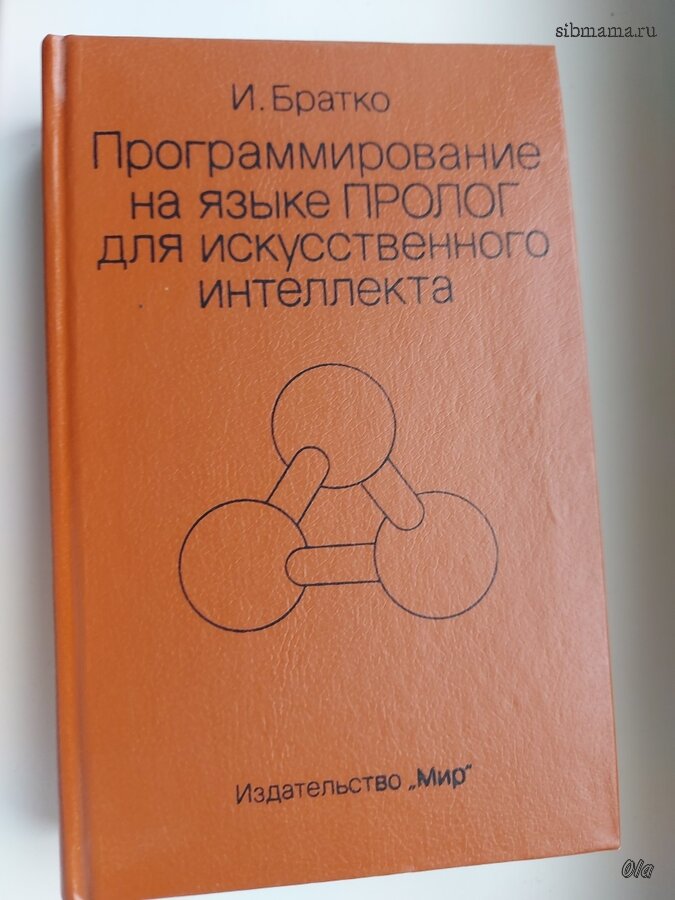 sibmama.ru
И. Братко
Программирование
на языке ПРОЛОГ
для искусственного
интеллекта
Издательство „Мир"
Ola